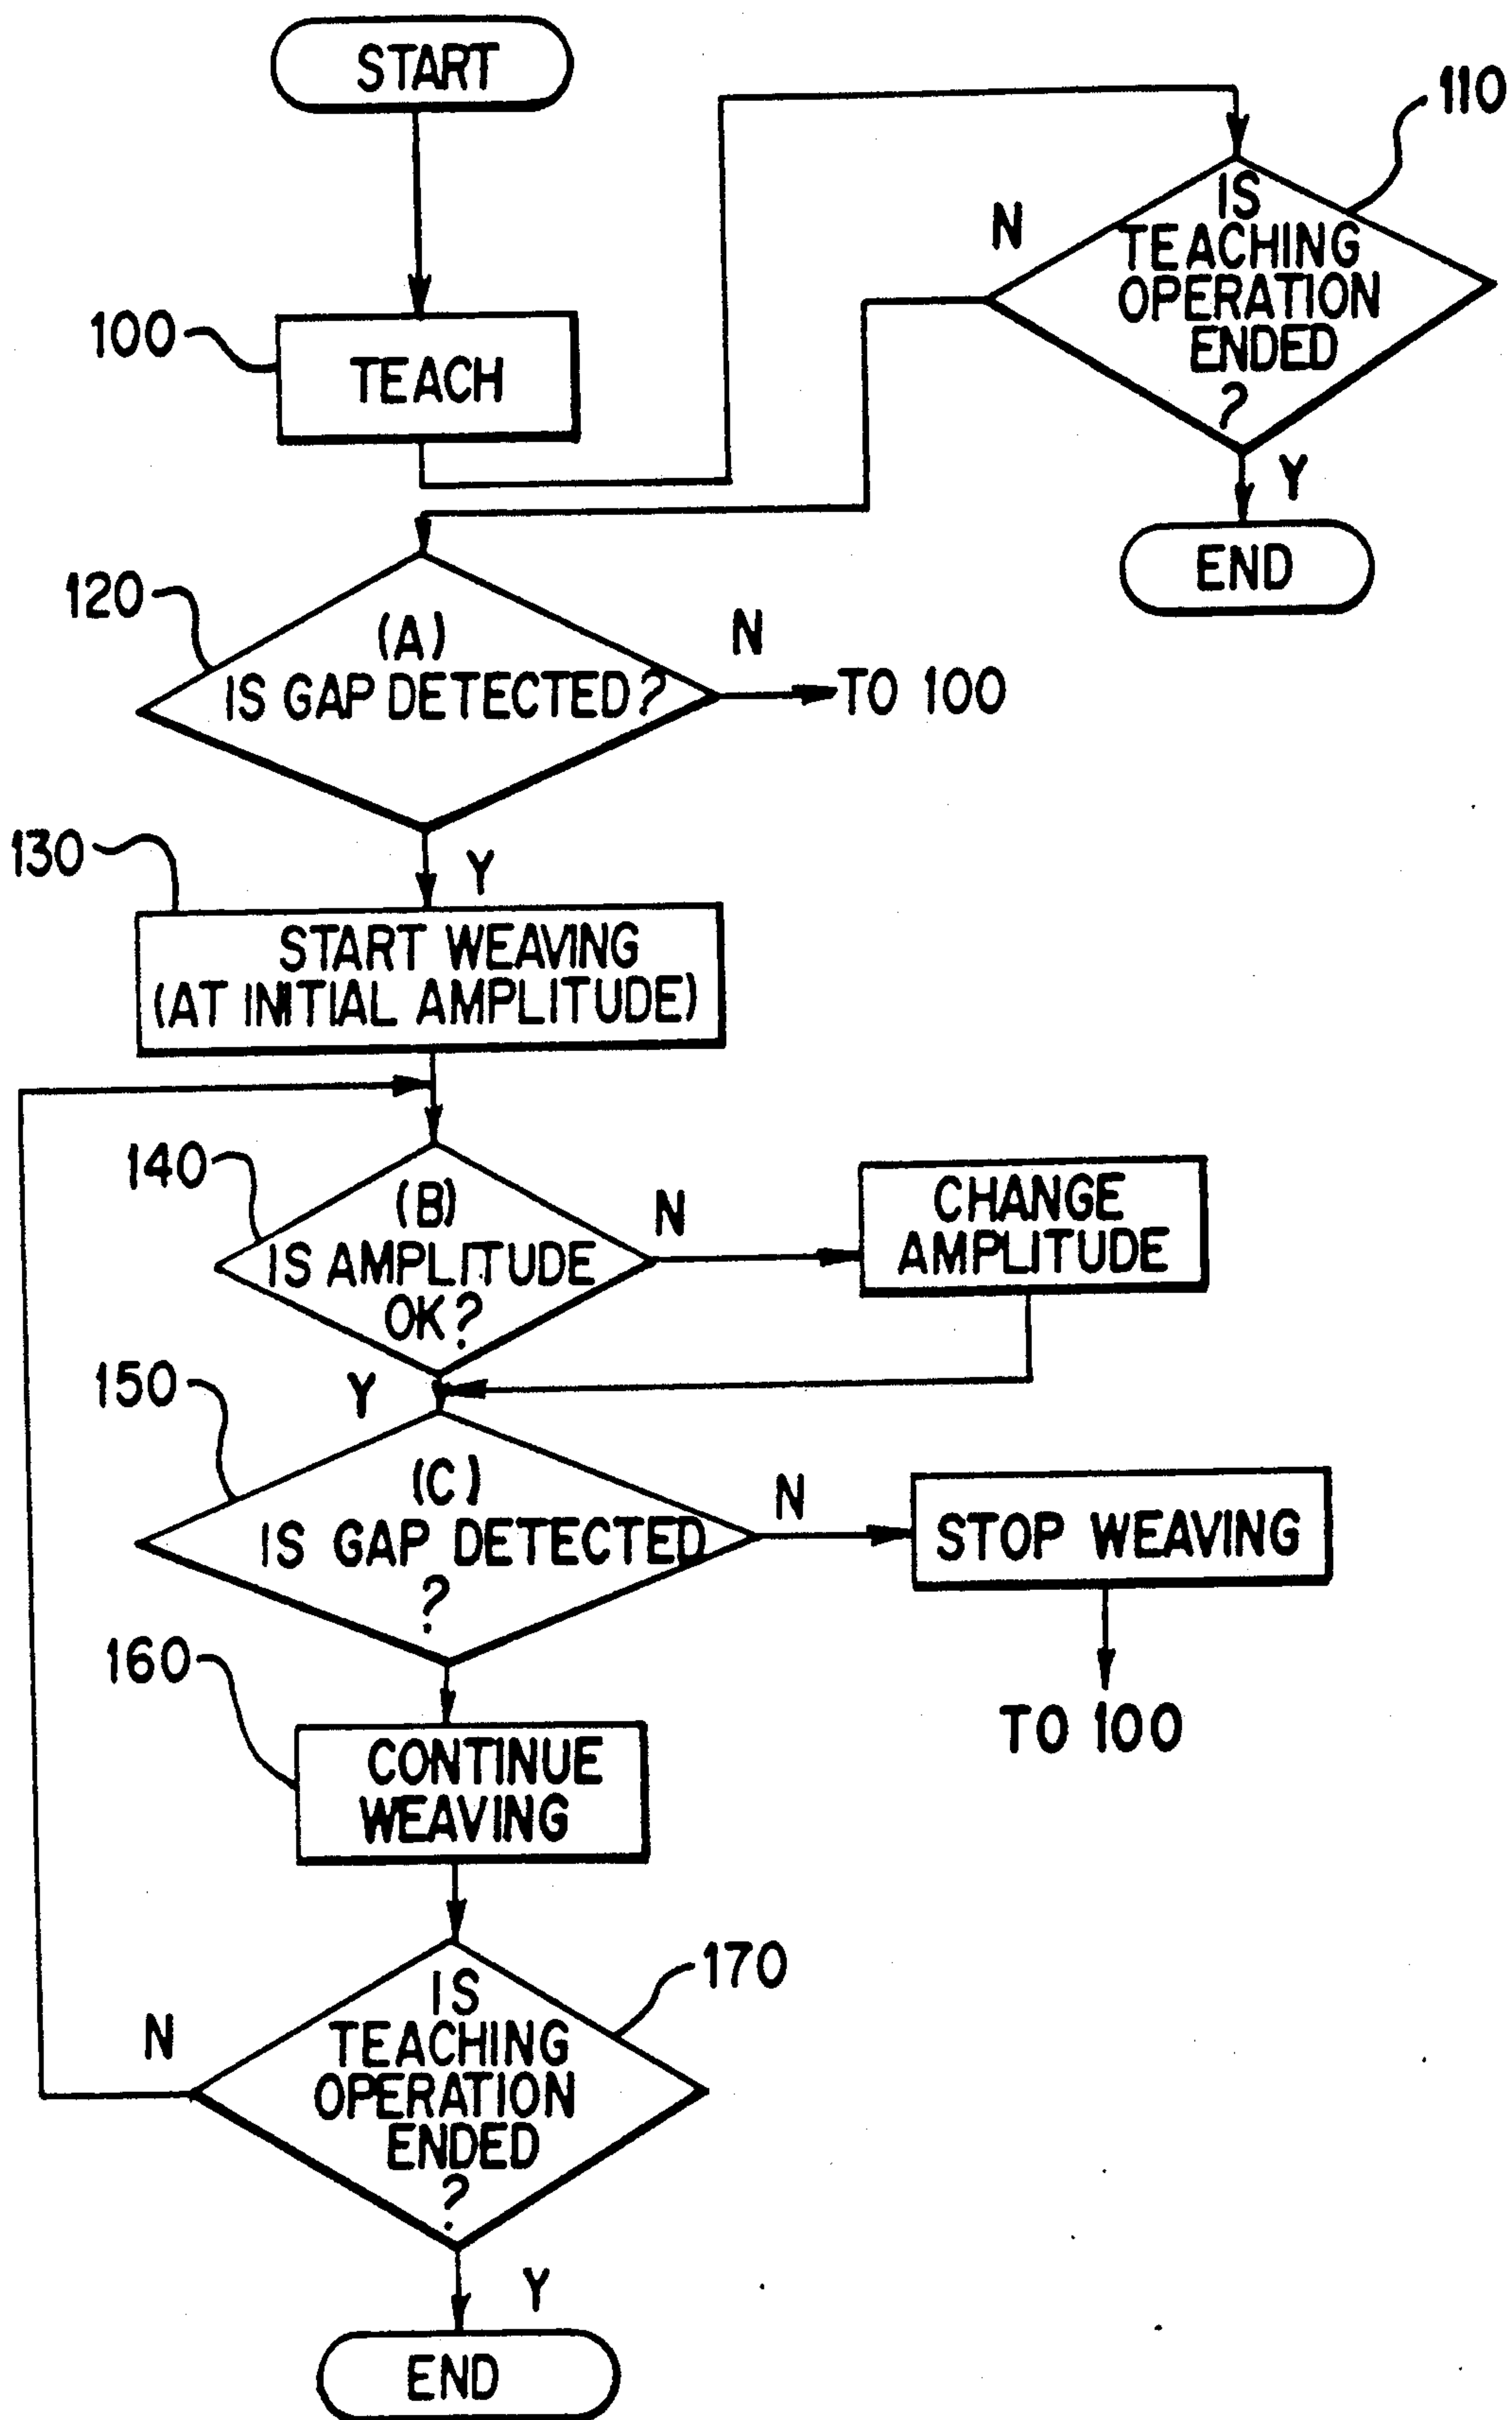 START
110
IS
TEACHING
OPERATION
ENDED
?
N
Y
END
100
TEACH
120
(A)
IS GAP DETECTED?
N
TO 100
Y
130
START WEAVING
(AT INITIAL AMPLITUDE)
140
(B)
IS AMPLITUDE
OK?
N
CHANGE
AMPLITUDE
Y
150
(C)
IS GAP DETECTED
?
N
STOP WEAVING
TO 100
160
CONTINUE
WEAVING
170
IS
TEACHING
OPERATION
ENDED
?
N
Y
END